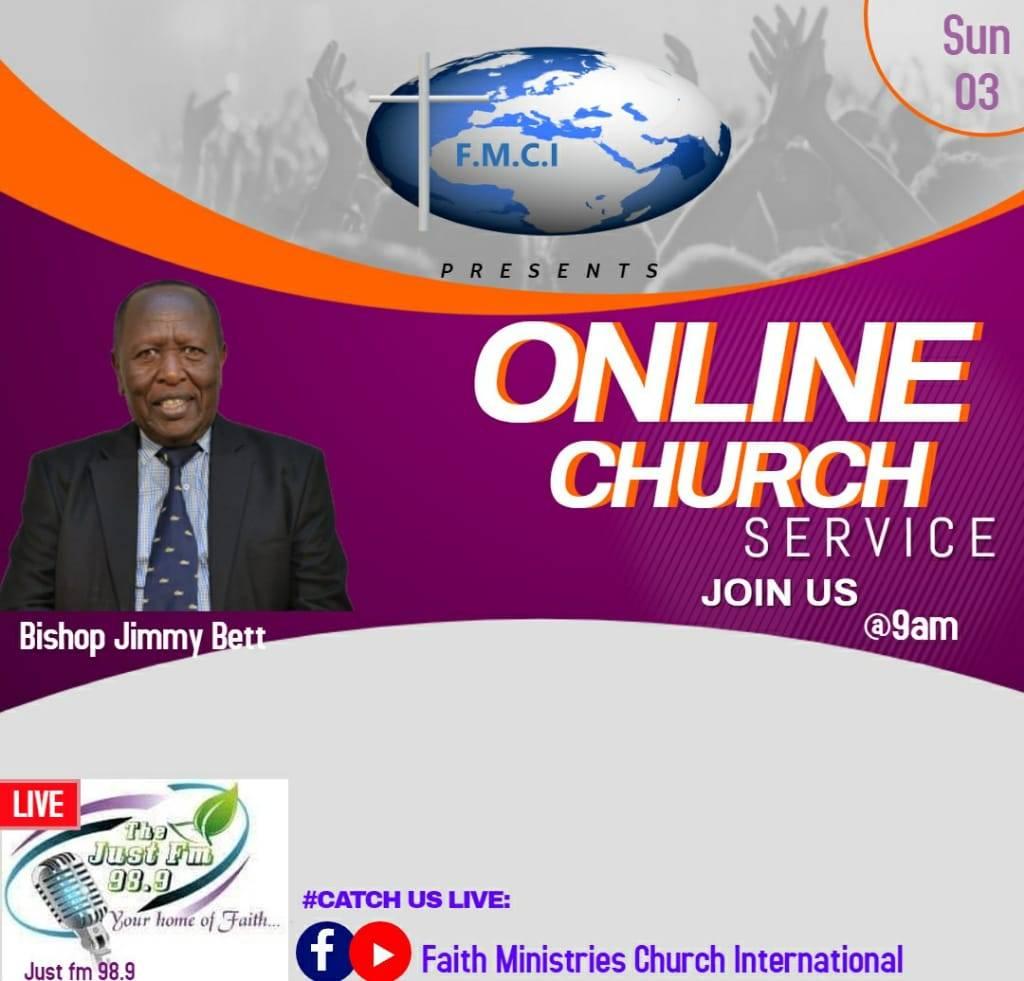 Sun
03
F.M.C.I
PRESENTS
ONLINE
CHURCH
SERVICE
JOIN US
@9am
Bishop Jimmy Bett
LIVE
The
Just Fm
98.9
Your home of Faith...
Just fm 98.9
#CATCH US LIVE:
f
Faith Ministries Church International